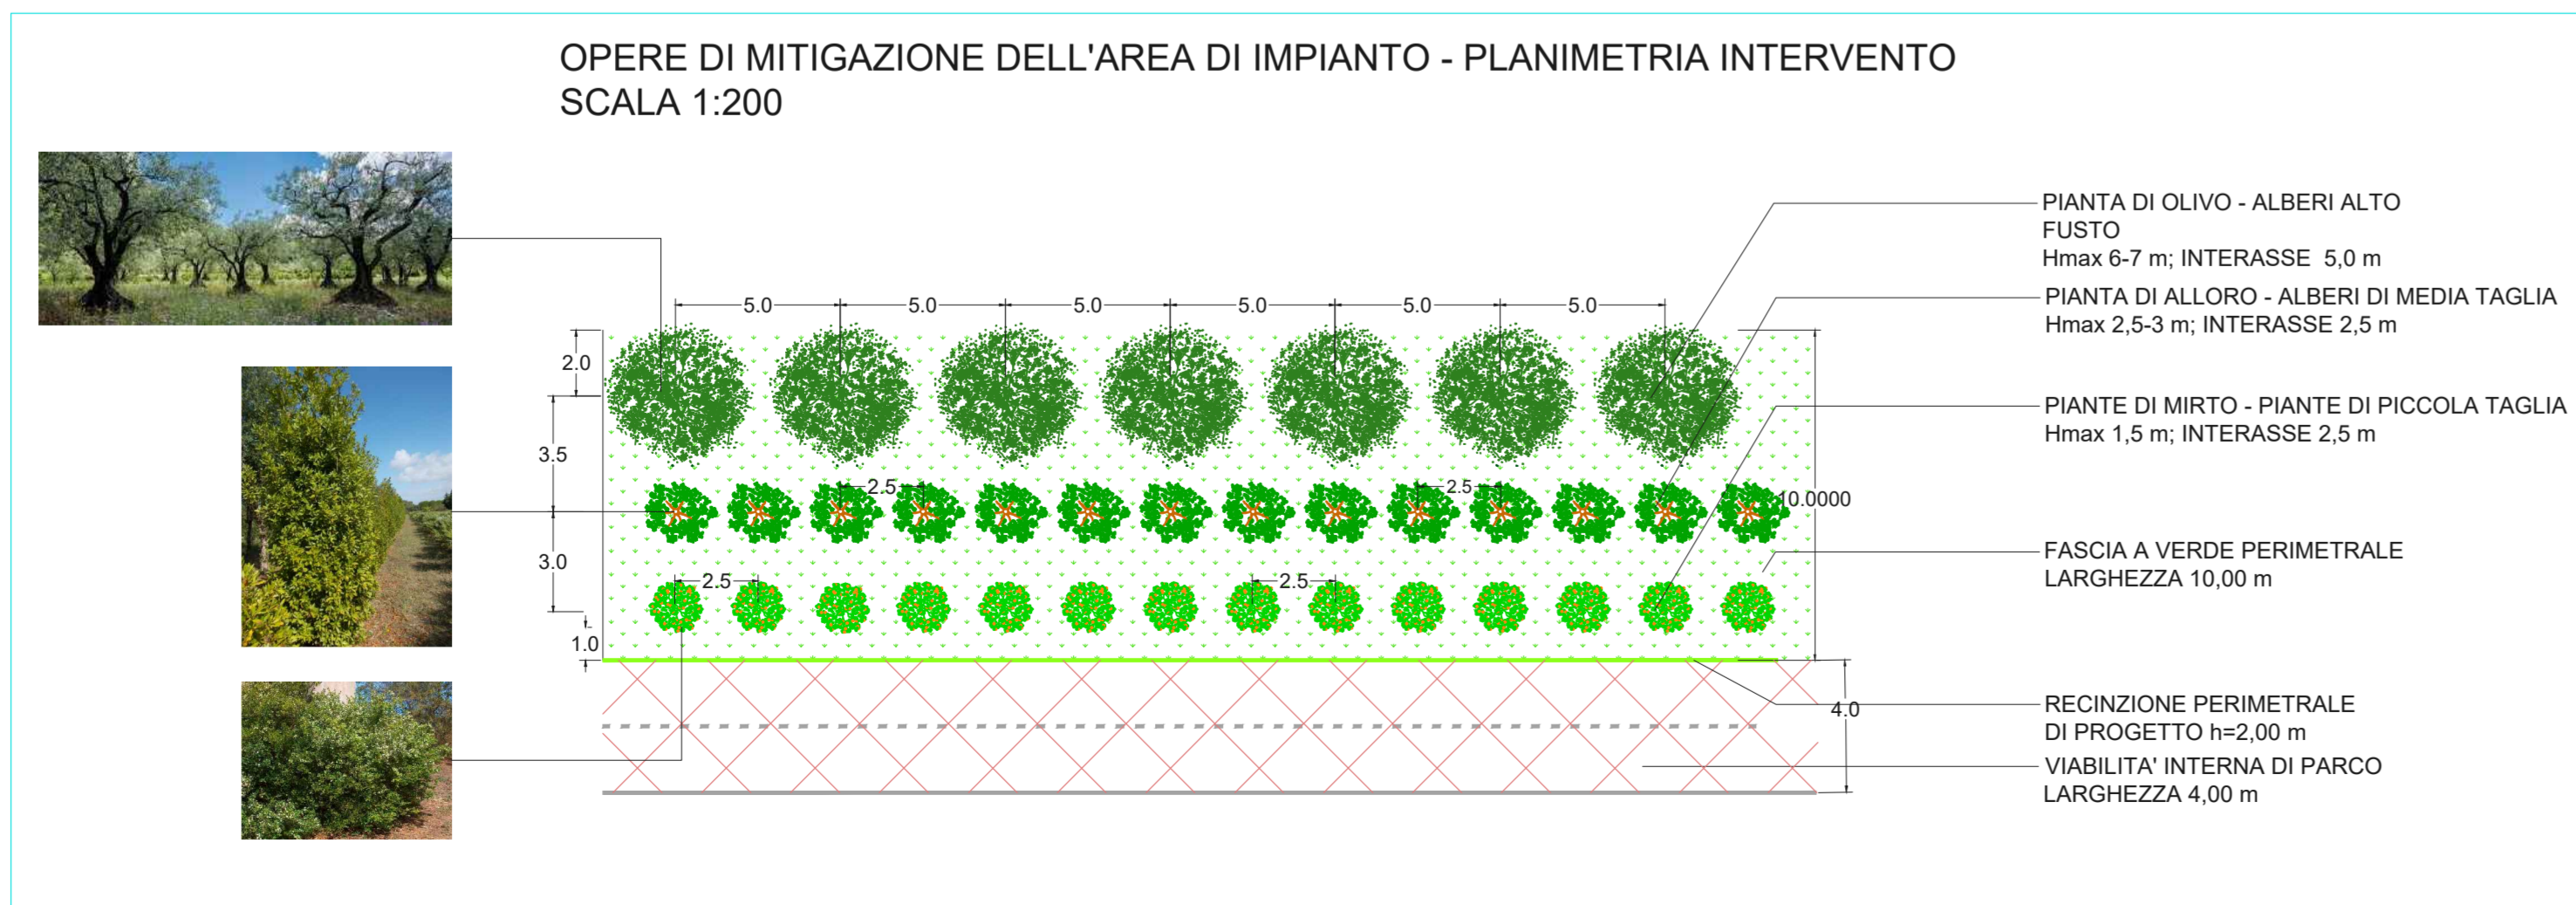 OPERE DI MITIGAZIONE DELL'AREA DI IMPIANTO - PLANIMETRIA INTERVENTO
SCALA 1:200
PIANTA DI OLIVO - ALBERI ALTO
FUSTO
Hmax 6-7 m; INTERASSE 5,0 m
PIANTA DI ALLORO - ALBERI DI MEDIA TAGLIA
Hmax 2,5-3 m; INTERASSE 2,5 m
5.0 5.0 5.0 5.0 5.0 5.0
2.0
PIANTE DI MIRTO - PIANTE DI PICCOLA TAGLIA
Hmax 1,5 m; INTERASSE 2,5 m
3.5
2.5 2.5
10.0000
FASCIA A VERDE PERIMETRALE
LARGHEZZA 10,00 m
3.0
2.5 2.5
1.0
RECINZIONE PERIMETRALE
DI PROGETTO h=2,00 m
4.0
VIABILITA' INTERNA DI PARCO
LARGHEZZA 4,00 m